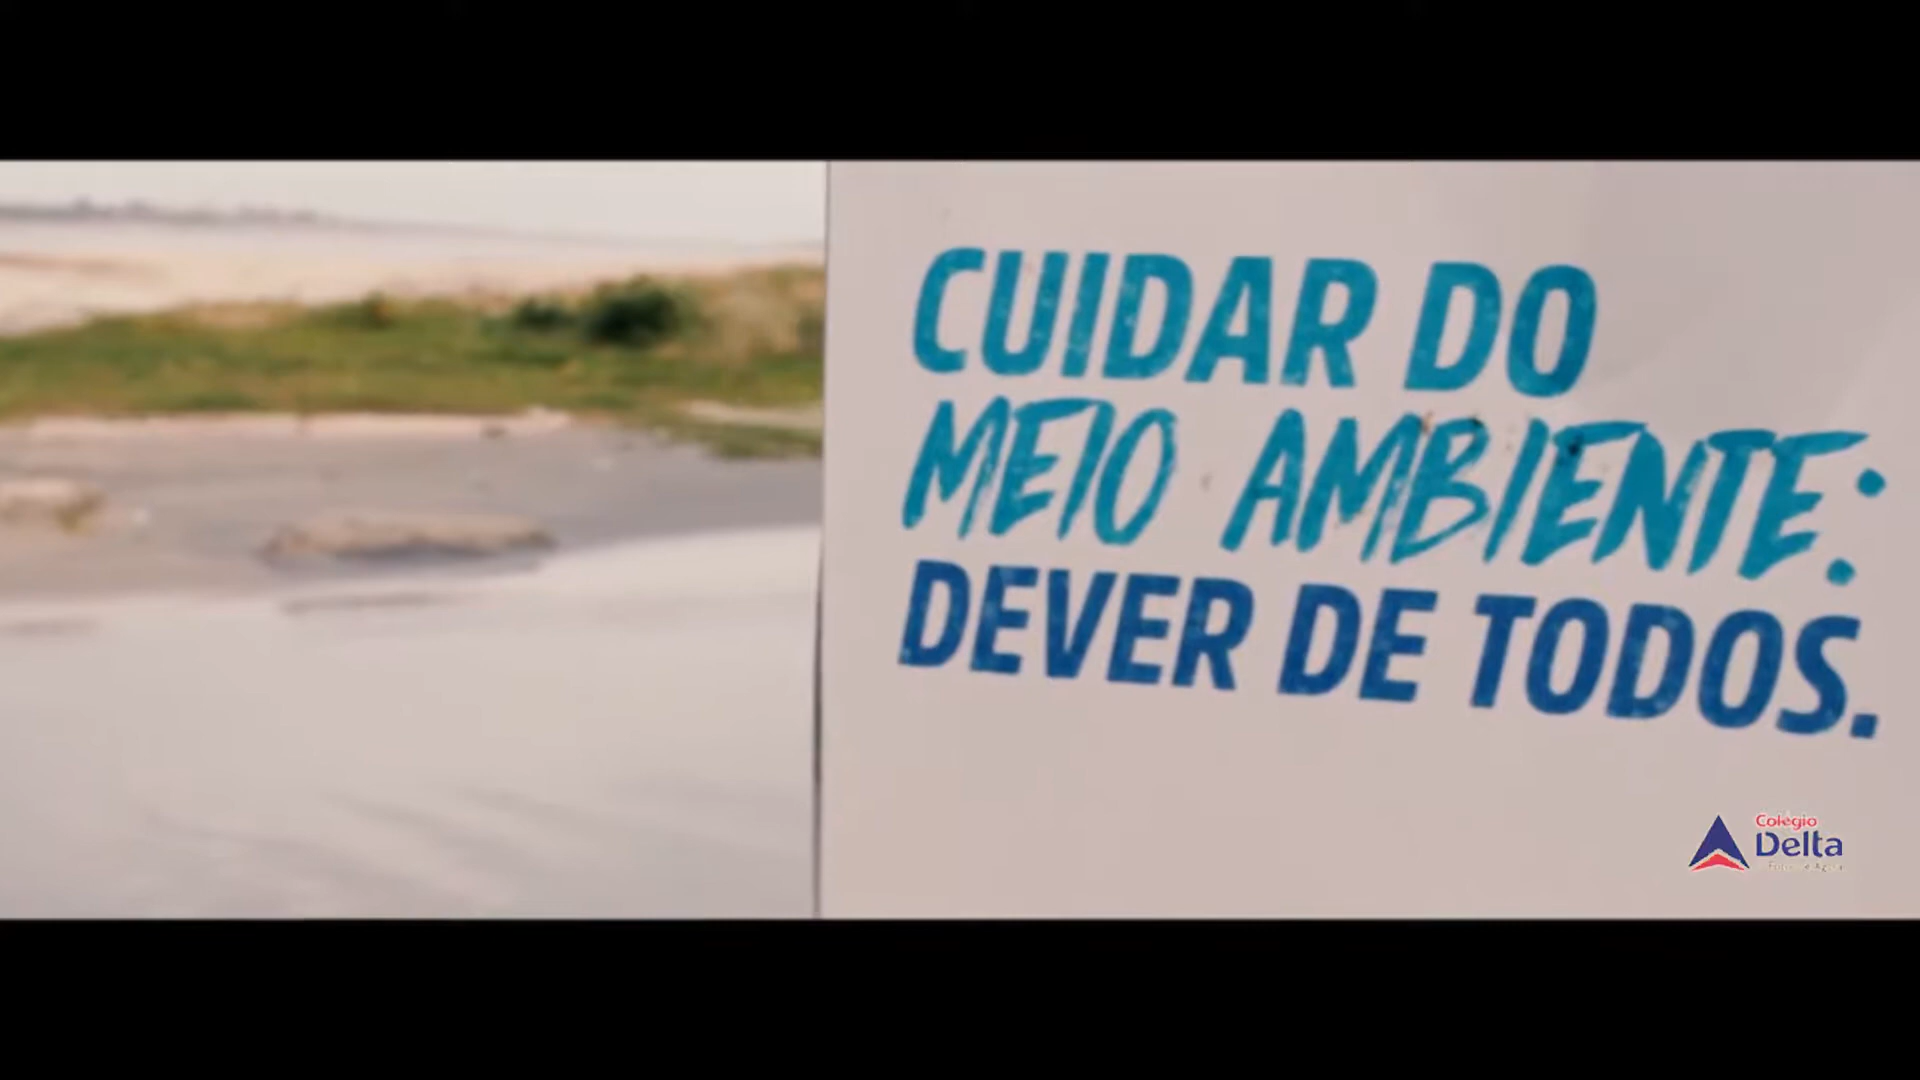 CUIDAR DO
MEIO AMBIENTE:
DEVER DE TODOS.
Colégio
Delta